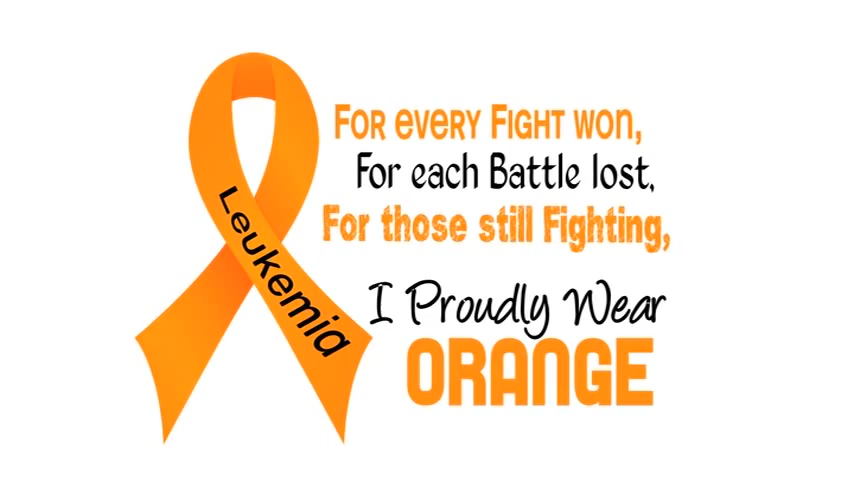 Leukemia
For every Fight won,
For each Battle lost,
For those still Fighting,
I Proudly Wear
ORANGE